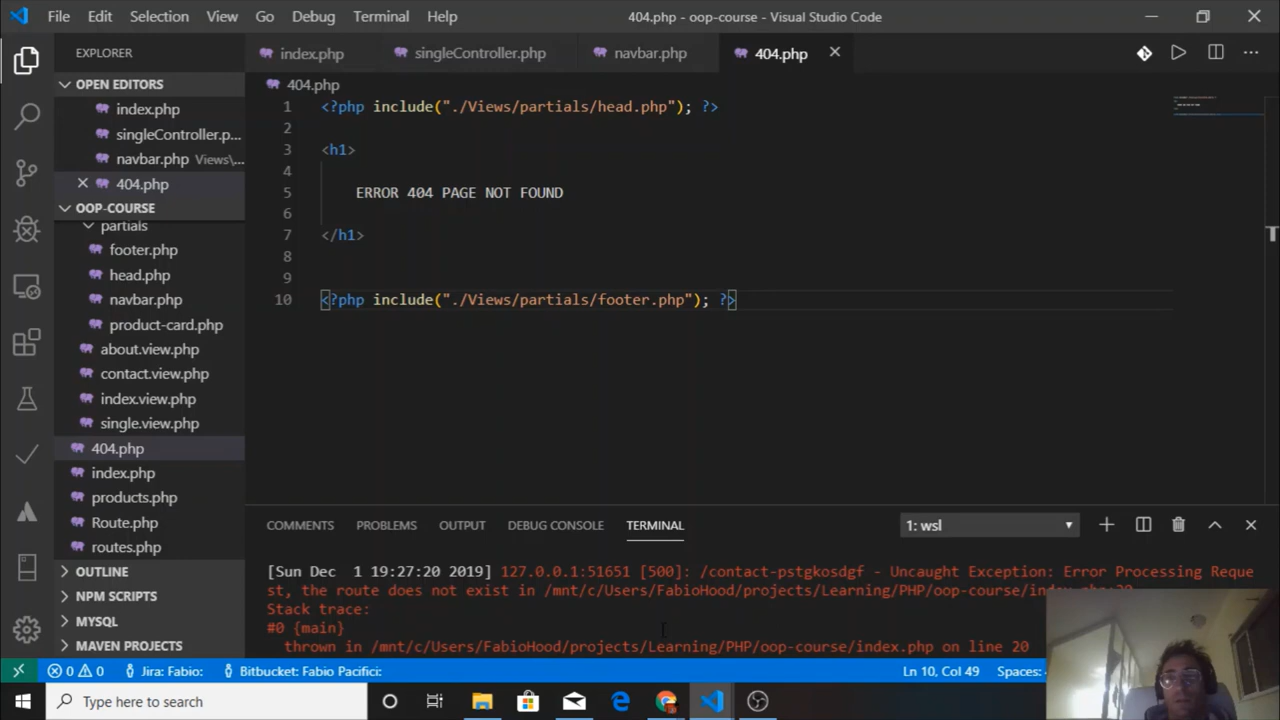 File Edit Selection View Go Debug Terminal Help 404.php - oop-course - Visual Studio Code
EXPLORER
index.php singleController.php navbar.php 404.php
OPEN EDITORS
index.php
singleController.p...
navbar.php Views\...
404.php
OOP-COURSE
partials
footer.php
head.php
navbar.php
product-card.php
about.view.php
contact.view.php
index.view.php
single.view.php
404.php
index.php
products.php
Route.php
routes.php
OUTLINE
NPM SCRIPTS
MYSQL
MAVEN PROJECTS
404.php
1 <?php include("./Views/partials/head.php"); ?>
2
3 <h1>
4
5 ERROR 404 PAGE NOT FOUND
6
7 </h1>
8
9
10 <?php include("./Views/partials/footer.php"); ?>
COMMENTS PROBLEMS OUTPUT DEBUG CONSOLE TERMINAL 1: wsl
[Sun Dec 1 19:27:20 2019] 127.0.0.1:51651 [500]: /contact-pstgkosdgf - Uncaught Exception: Error Processing Reque
st, the route does not exist in /mnt/c/Users/FabioHood/projects/Learning/PHP/oop-course/index.php:20
Stack trace:
#0 {main}
thrown in /mnt/c/Users/FabioHood/projects/Learning/PHP/oop-course/index.php on line 20
0 0 Jira: Fabio: Bitbucket: Fabio Pacifici: Ln 10, Col 49 Spaces:
Type here to search